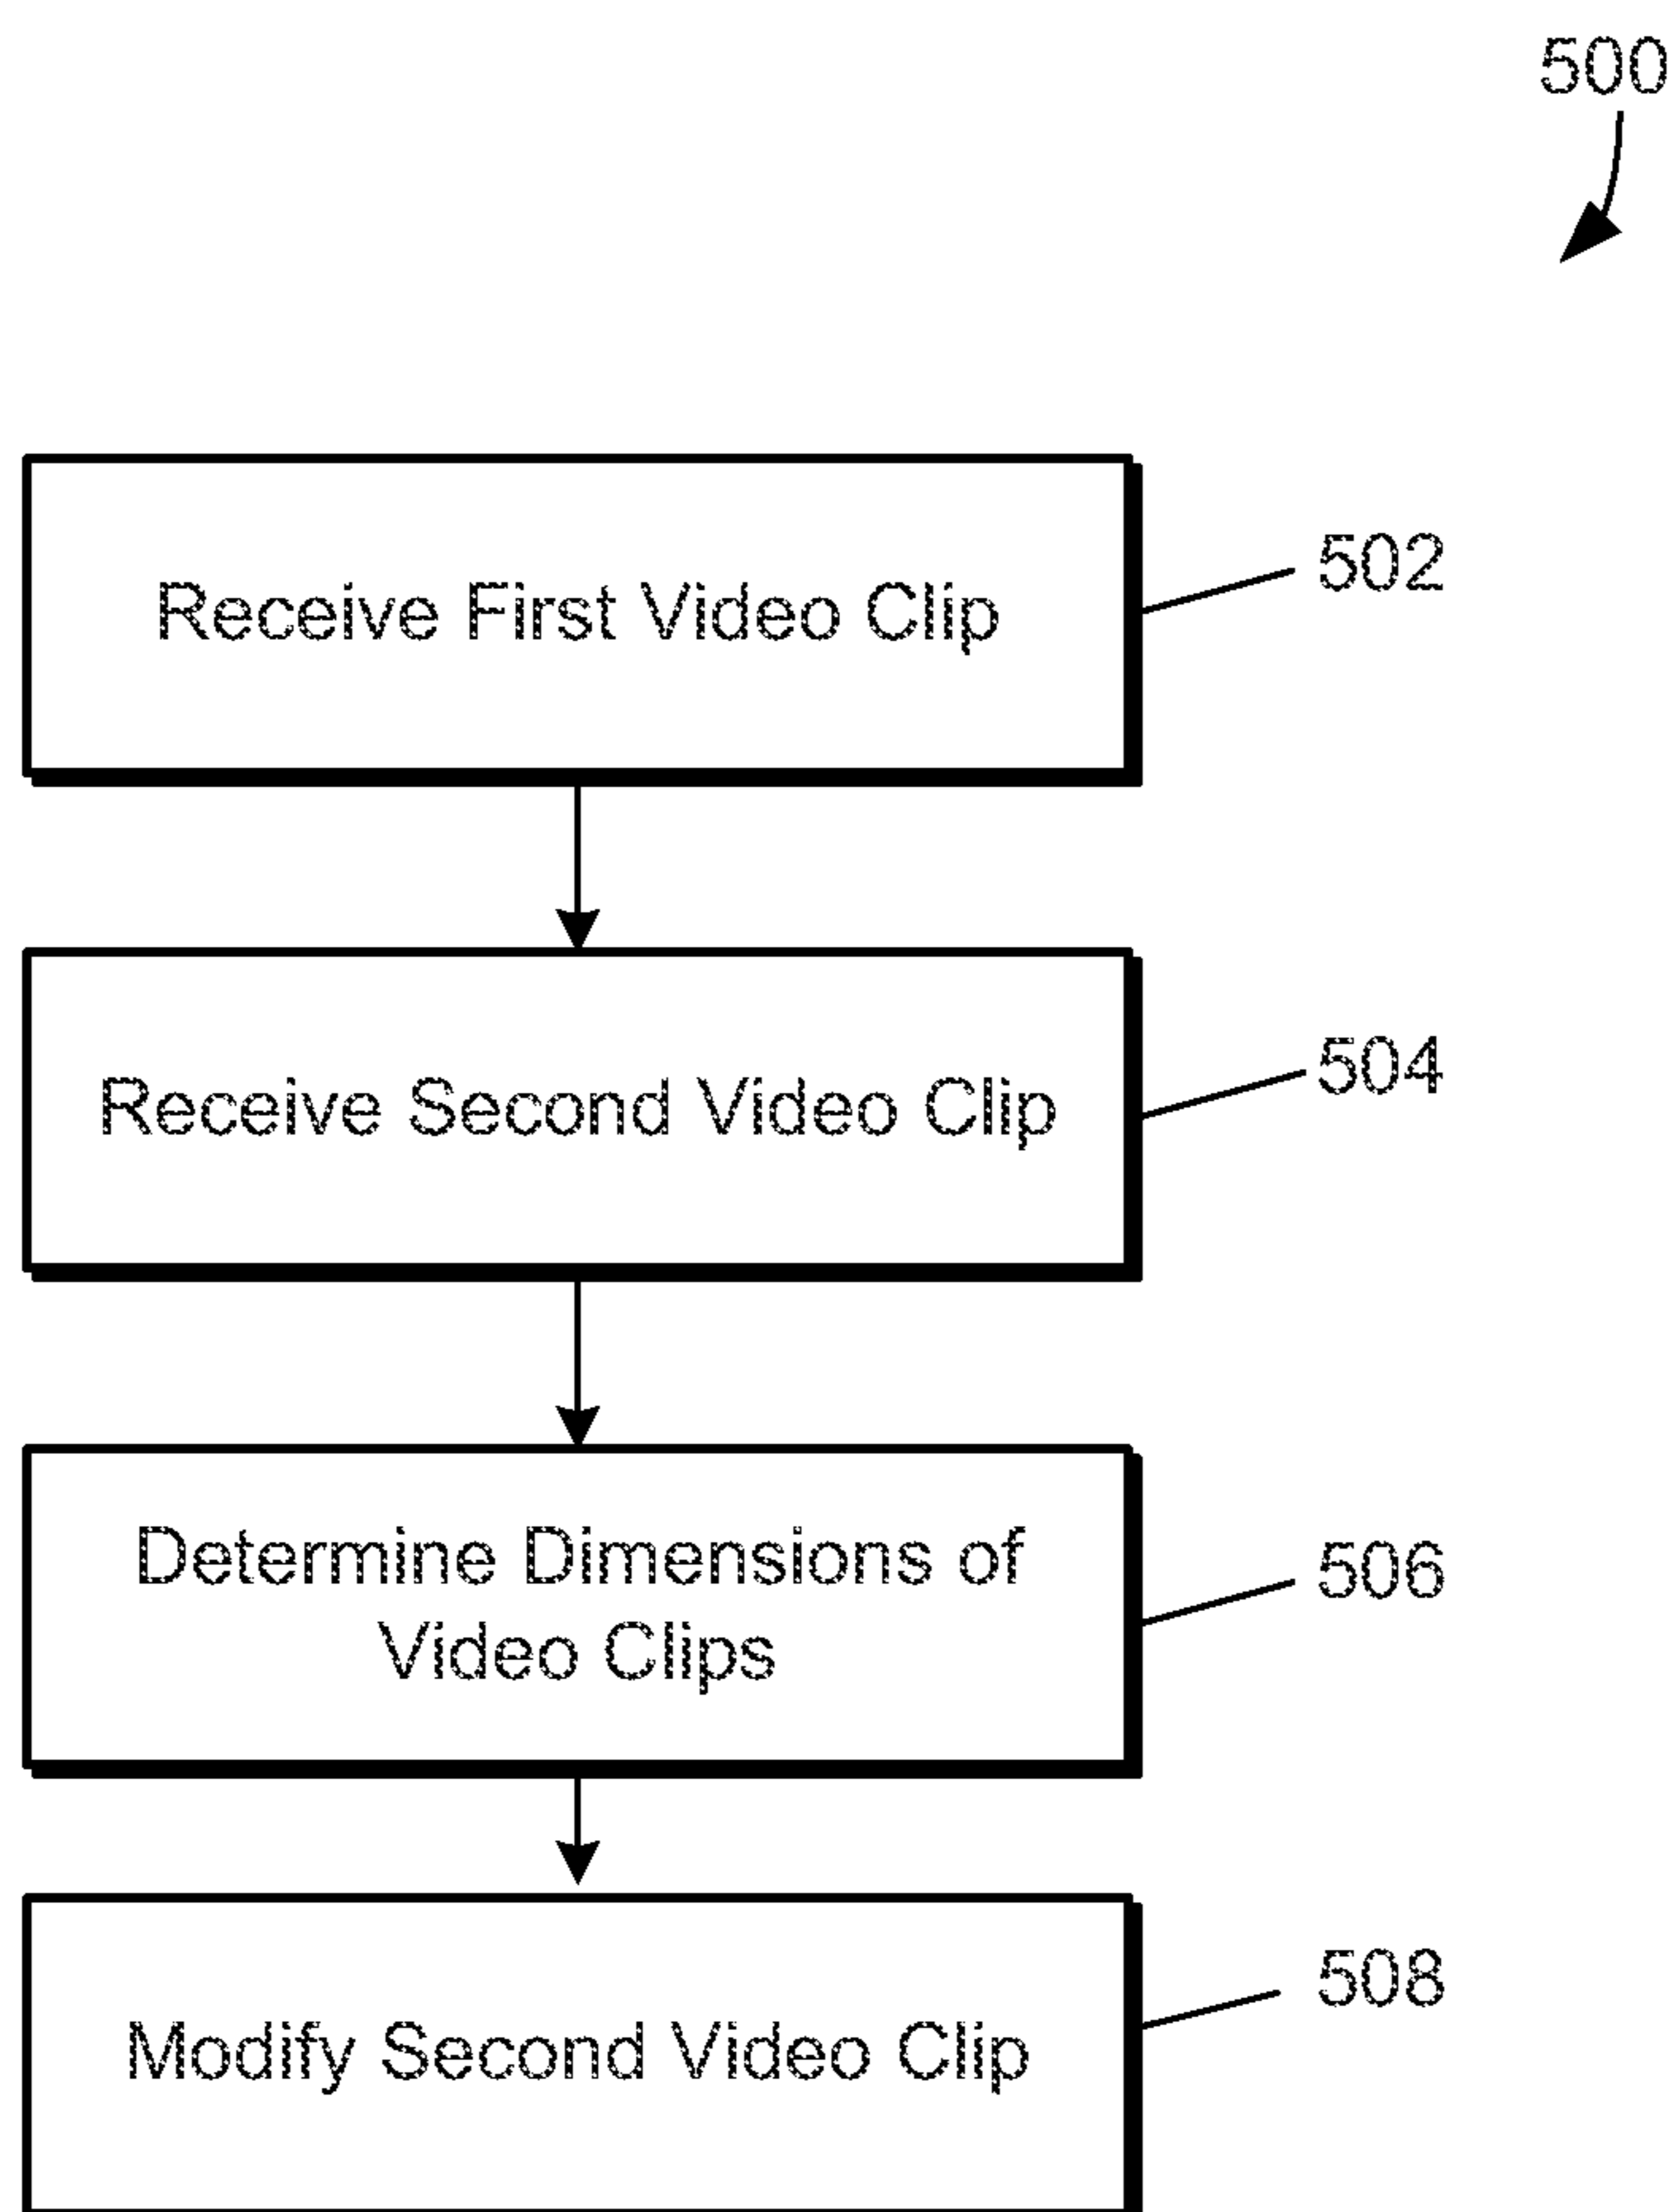 500
Receive First Video Clip
502
Receive Second Video Clip
504
Determine Dimensions of
Video Clips
506
Modify Second Video Clip
508